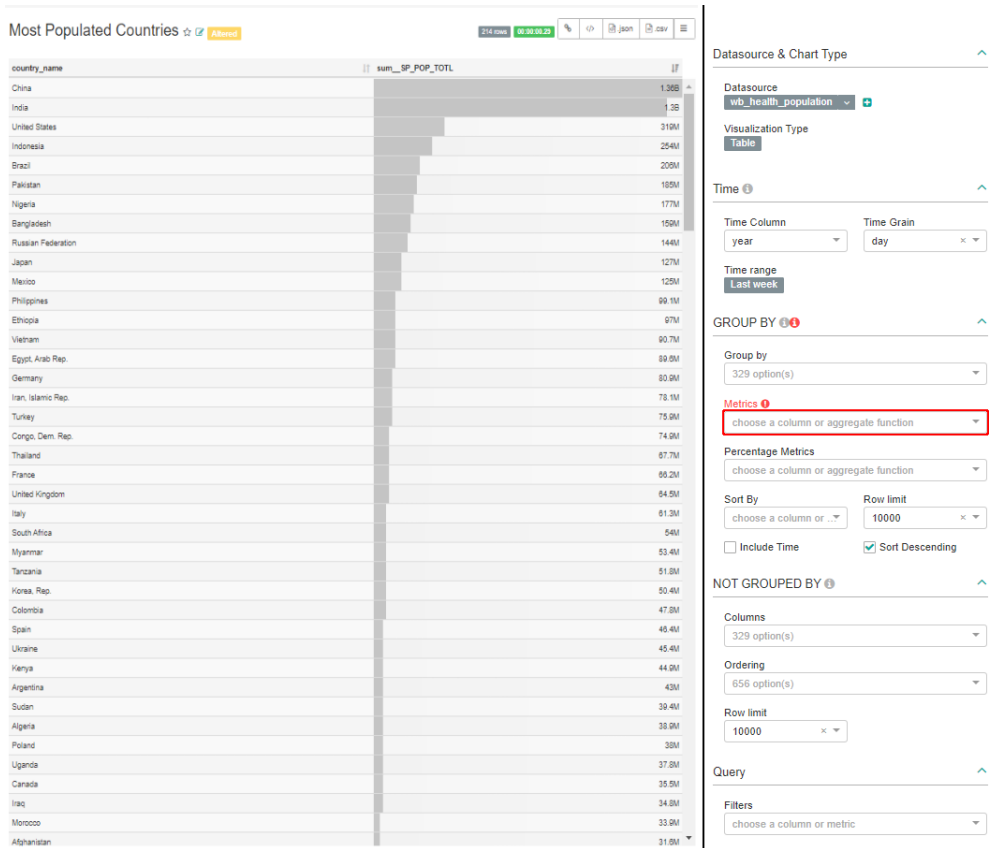 Most Populated Countries Altered
214 rows 00:00:00.29 </> .json .csv
country_name sum__SP_POP_TOTL
China 1.36B
India 1.3B
United States 319M
Indonesia 254M
Brazil 206M
Pakistan 185M
Nigeria 177M
Bangladesh 159M
Russian Federation 144M
Japan 127M
Mexico 125M
Philippines 99.1M
Ethiopia 97M
Vietnam 90.7M
Egypt, Arab Rep. 89.6M
Germany 80.9M
Iran, Islamic Rep. 78.1M
Turkey 75.9M
Congo, Dem. Rep. 74.9M
Thailand 67.7M
France 66.2M
United Kingdom 64.5M
Italy 61.3M
South Africa 54M
Myanmar 53.4M
Tanzania 51.8M
Korea, Rep. 50.4M
Colombia 47.8M
Spain 46.4M
Ukraine 45.4M
Kenya 44.9M
Argentina 43M
Sudan 39.4M
Algeria 38.9M
Poland 38M
Uganda 37.8M
Canada 35.5M
Iraq 34.8M
Morocco 33.9M
Afghanistan 31.6M
Datasource & Chart Type
Datasource
wb_health_population
Visualization Type
Table
Time
Time Column Time Grain
year day
Time range
Last week
GROUP BY
Group by
329 option(s)
Metrics
choose a column or aggregate function
Percentage Metrics
choose a column or aggregate function
Sort By Row limit
choose a column or ... 10000
Include Time Sort Descending
NOT GROUPED BY
Columns
329 option(s)
Ordering
656 option(s)
Row limit
10000
Query
Filters
choose a column or metric